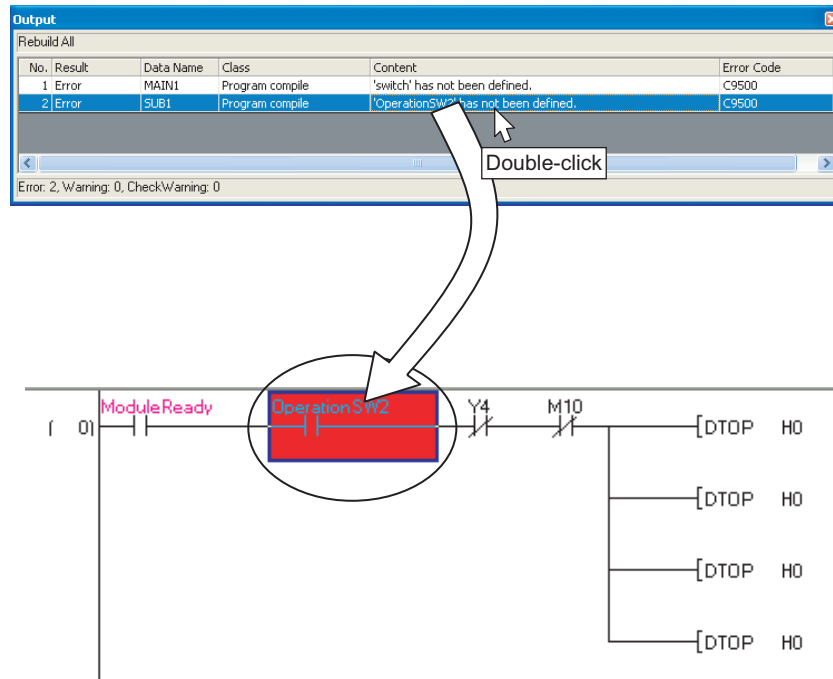 Output
Rebuild All
No. Result Data Name Class Content Error Code
1 Error MAIN1 Program compile 'switch' has not been defined. C9500
2 Error SUB1 Program compile 'OperationSW2' has not been defined. C9500
Double-click
Error: 2, Warning: 0, CheckWarning: 0
ModuleReady OperationSW2 Y4 M10
( 0) [DTOP H0
[DTOP H0
[DTOP H0
[DTOP H0